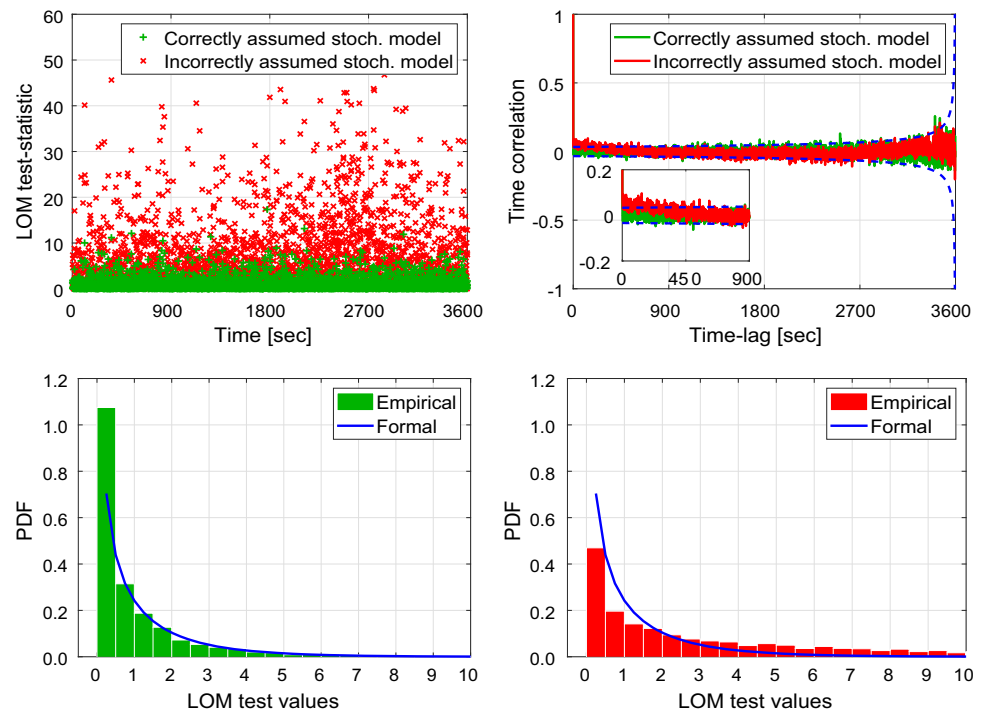 60
50
40
30
20
10
0
LOM test-statistic
+ Correctly assumed stoch. model
× Incorrectly assumed stoch. model
0 900 1800 2700 3600
Time [sec]
1
0.5
0
-0.5
-1
Time correlation
Correctly assumed stoch. model
Incorrectly assumed stoch. model
0.2
0
-0.2
0 450 900
0 900 1800 2700 3600
Time-lag [sec]
1.2
1.0
0.8
0.6
0.4
0.2
0.0
PDF
Empirical
Formal
0 1 2 3 4 5 6 7 8 9 10
LOM test values
1.2
1.0
0.8
0.6
0.4
0.2
0.0
PDF
Empirical
Formal
0 1 2 3 4 5 6 7 8 9 10
LOM test values